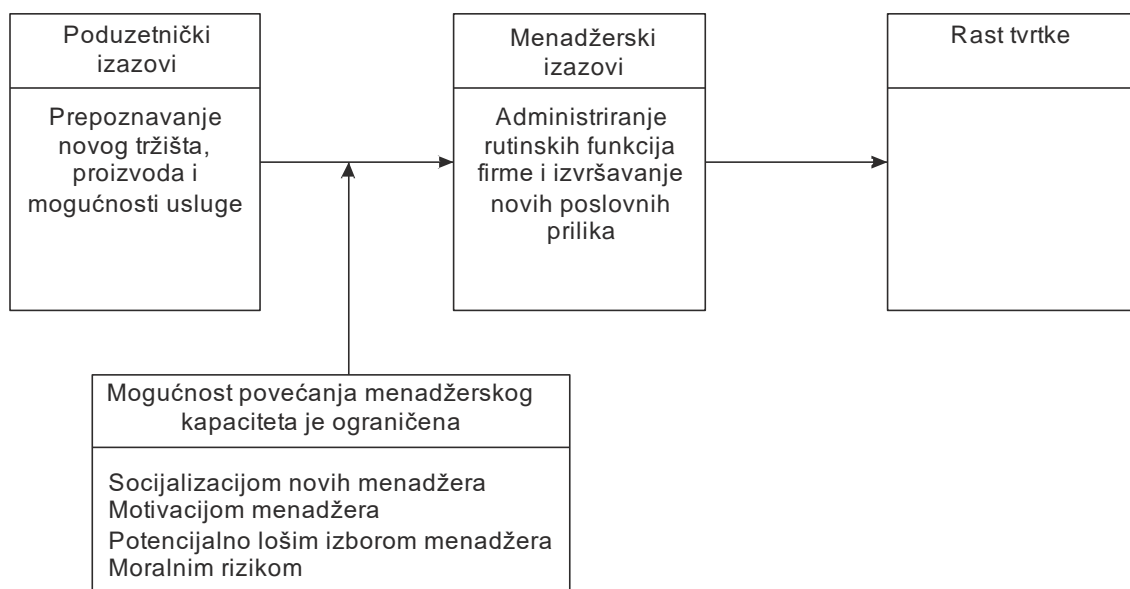 Poduzetnički
izazovi
Prepoznavanje
novog tržišta,
proizvoda i
mogućnosti usluge
Menadžerski
izazovi
Administriranje
rutinskih funkcija
firme i izvršavanje
novih poslovnih
prilika
Rast tvrtke
Mogućnost povećanja menadžerskog
kapaciteta je ograničena
Socijalizacijom novih menadžera
Motivacijom menadžera
Potencijalno lošim izborom menadžera
Moralnim rizikom